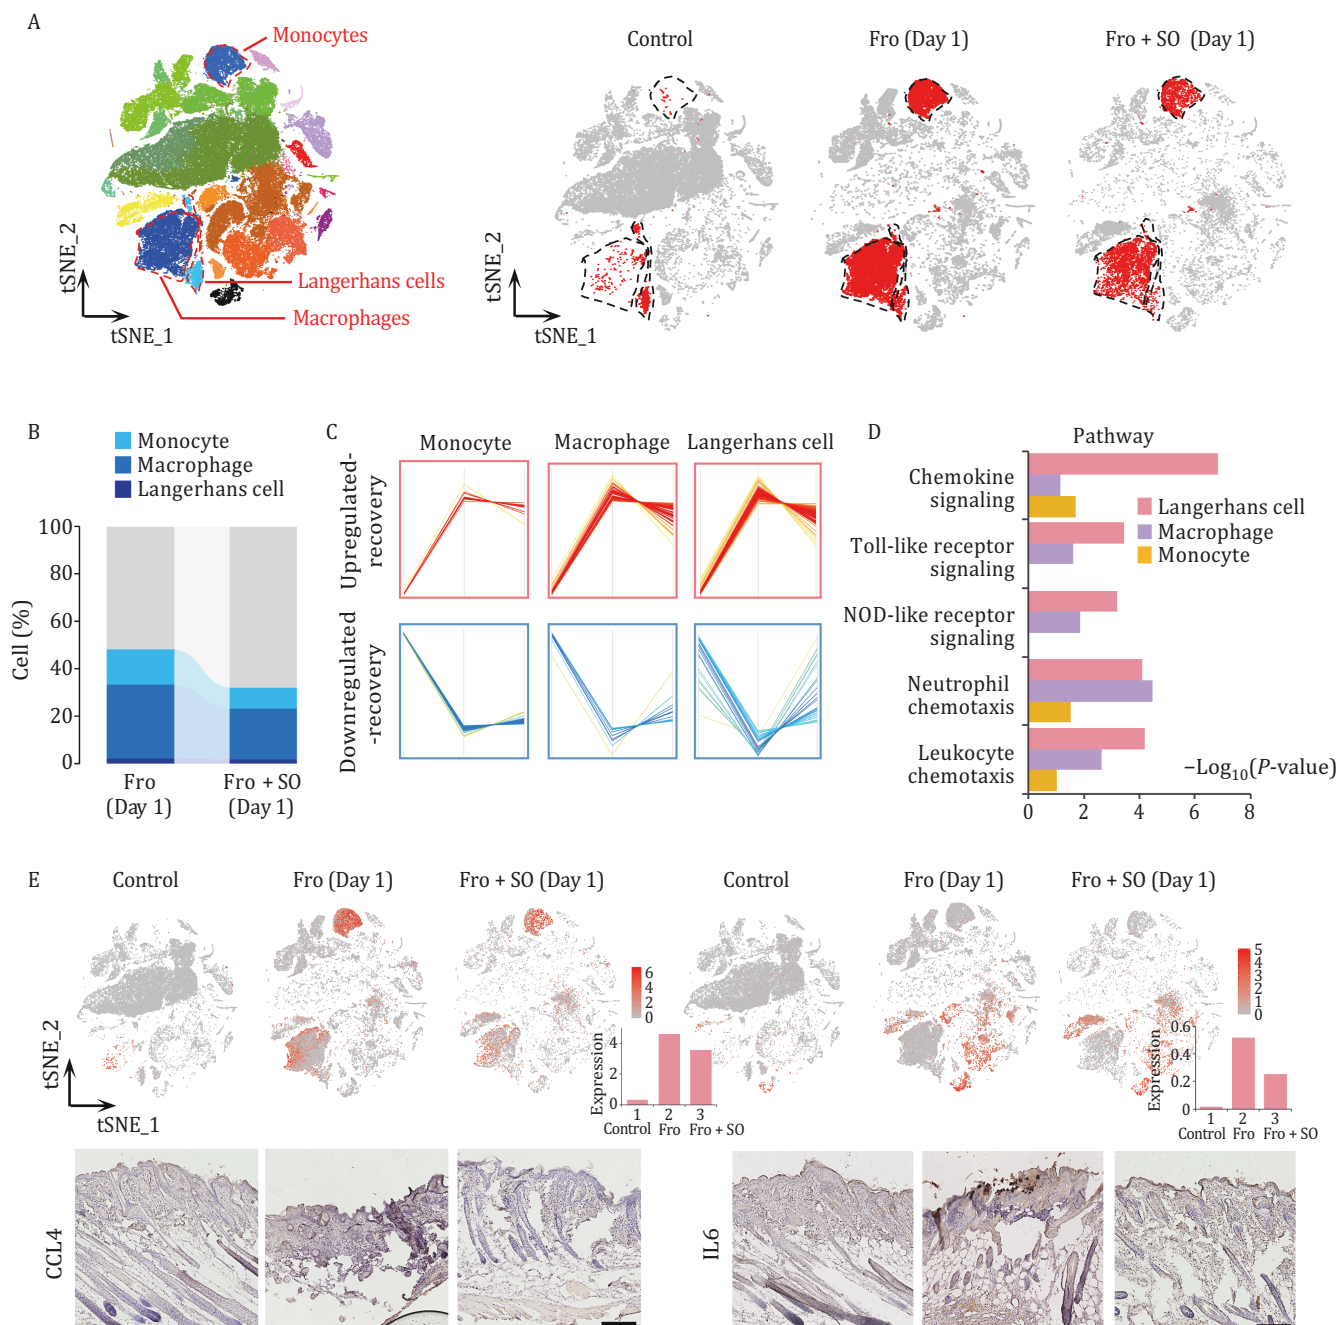 A
Monocytes
Langerhans cells
Macrophages
tSNE_2
tSNE_1
Control
Fro (Day 1)
Fro + SO (Day 1)
tSNE_2
tSNE_1
B
Monocyte
Macrophage
Langerhans cell
Cell (%)
100
80
60
40
20
0
Fro
(Day 1)
Fro + SO
(Day 1)
C
Monocyte
Macrophage
Langerhans cell
Upregulated-
recovery
Downregulated
-recovery
D
Pathway
Chemokine
signaling
Toll-like receptor
signaling
NOD-like receptor
signaling
Neutrophil
chemotaxis
Leukocyte
chemotaxis
Langerhans cell
Macrophage
Monocyte
−Log10(P-value)
0 2 4 6 8
E
Control
Fro (Day 1)
Fro + SO (Day 1)
Control
Fro (Day 1)
Fro + SO (Day 1)
tSNE_2
tSNE_1
6
4
2
0
Expression
4
2
0
1 2 3
Control Fro Fro + SO
5
4
3
2
1
0
Expression
0.6
0.4
0.2
0
1 2 3
Control Fro Fro + SO
CCL4
IL6